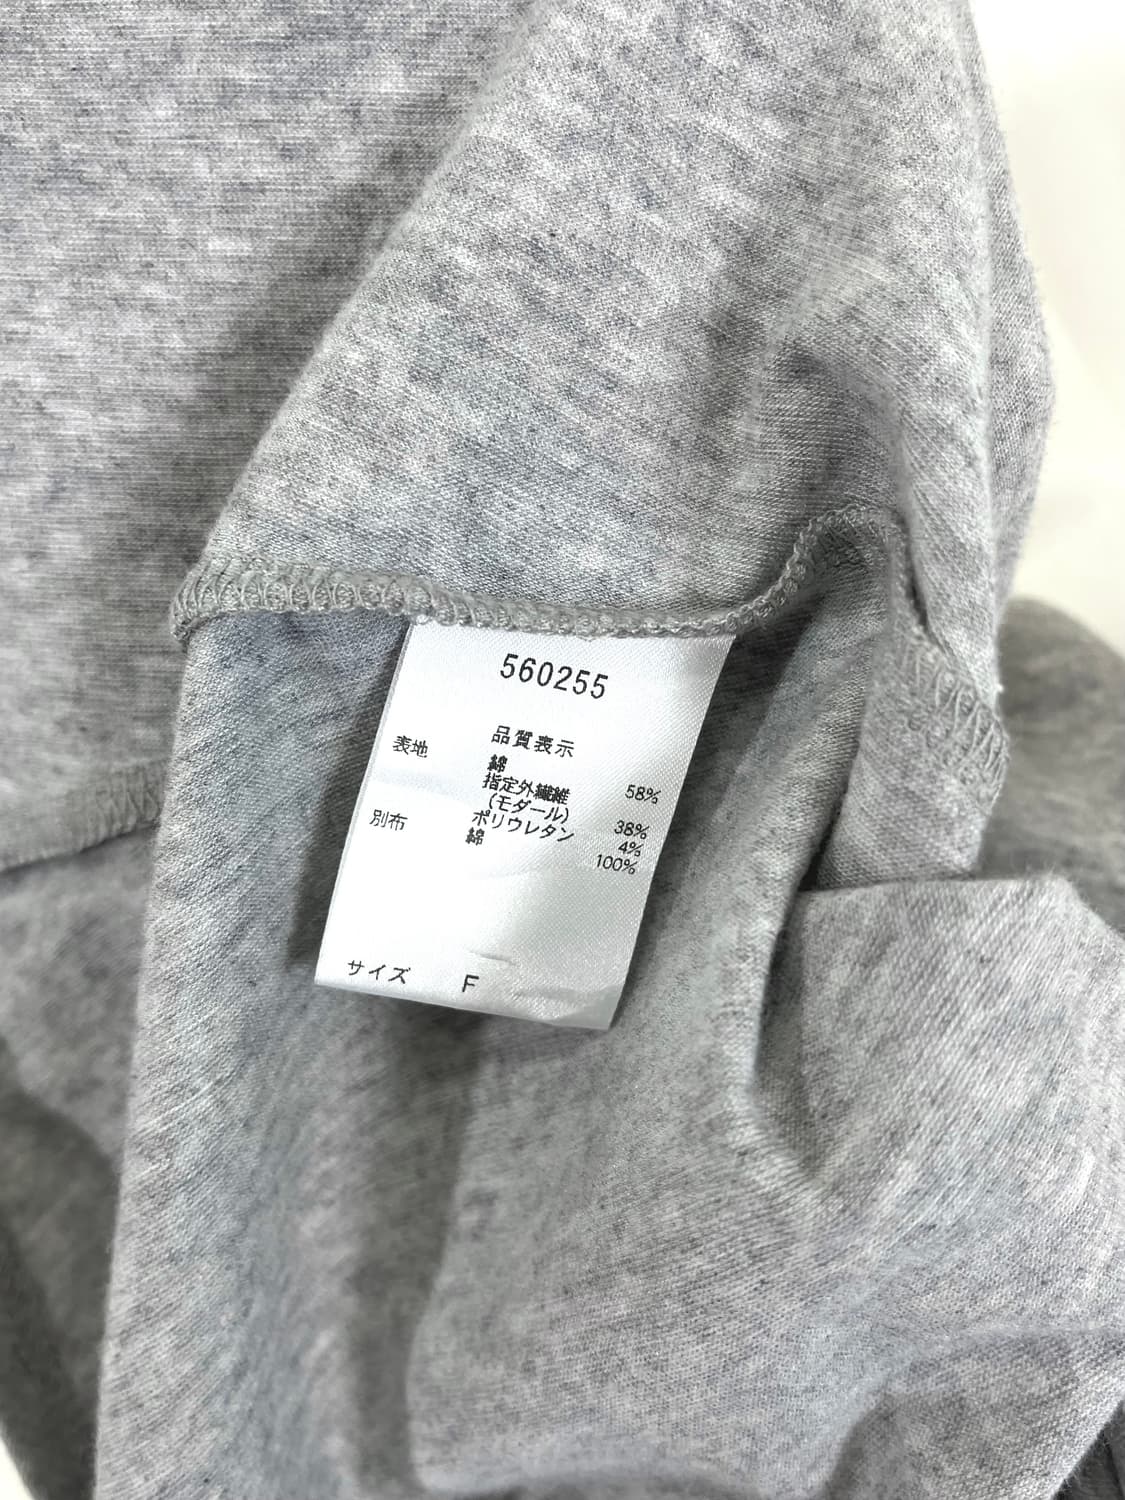 560255
品質表示
表地 綿 58%
指定外繊維
(モダール) 38%
ポリウレタン 4%
別布 綿 100%
サイズ F